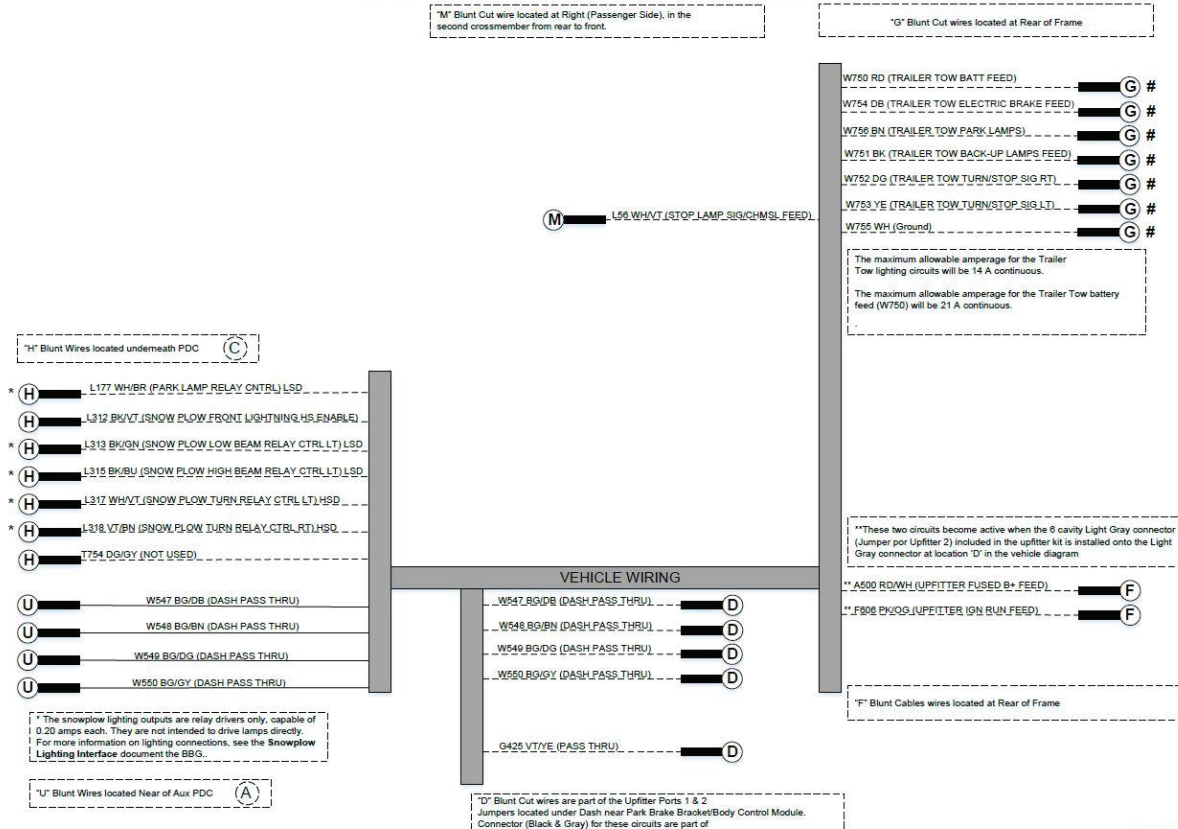 "M" Blunt Cut wire located at Right (Passenger Side), in the
second crossmember from rear to front.
"G" Blunt Cut wires located at Rear of Frame
W750 RD (TRAILER TOW BATT FEED)
G #
W754 DB (TRAILER TOW ELECTRIC BRAKE FEED)
G #
W756 BN (TRAILER TOW PARK LAMPS)
G #
W751 BK (TRAILER TOW BACK-UP LAMPS FEED)
G #
W752 DG (TRAILER TOW TURN/STOP SIG RT)
G #
W753 YE (TRAILER TOW TURN/STOP SIG LT)
G #
W755 WH (Ground)
G #
M
L56 WH/VT (STOP LAMP SIG/CHMSL FEED)
The maximum allowable amperage for the Trailer
Tow lighting circuits will be 14 A continuous.
The maximum allowable amperage for the Trailer Tow battery
feed (W750) will be 21 A continuous.
.
"H" Blunt Wires located underneath PDC
C
* H
L177 WH/BR (PARK LAMP RELAY CNTRL) LSD
H
L312 BK/VT (SNOW PLOW FRONT LIGHTNING HS ENABLE)
* H
L313 BK/GN (SNOW PLOW LOW BEAM RELAY CTRL LT) LSD
* H
L315 BK/BU (SNOW PLOW HIGH BEAM RELAY CTRL LT) LSD
* H
L317 WH/VT (SNOW PLOW TURN RELAY CTRL LT) HSD
* H
L318 VT/BN (SNOW PLOW TURN RELAY CTRL RT) HSD
H
T754 DG/GY (NOT USED)
VEHICLE WIRING
U
W547 BG/DB (DASH PASS THRU)
U
W548 BG/BN (DASH PASS THRU)
U
W549 BG/DG (DASH PASS THRU)
U
W550 BG/GY (DASH PASS THRU)
W547 BG/DB (DASH PASS THRU)
D
W548 BG/BN (DASH PASS THRU)
D
W549 BG/DG (DASH PASS THRU)
D
W550 BG/GY (DASH PASS THRU)
D
G425 VT/YE (PASS THRU)
D
**These two circuits become active when the 6 cavity Light Gray connector
(Jumper por Upfitter 2) included in the upfitter kit is installed onto the Light
Gray connector at location 'D' in the vehicle diagram
** A500 RD/WH (UPFITTER FUSED B+ FEED)
F
** F606 PK/OG (UPFITTER IGN RUN FEED)
F
"F" Blunt Cables wires located at Rear of Frame
* The snowplow lighting outputs are relay drivers only, capable of
0.20 amps each. They are not intended to drive lamps directly.
For more information on lighting connections, see the Snowplow
Lighting Interface document the BBG..
"U" Blunt Wires located Near of Aux PDC
A
"D" Blunt Cut wires are part of the Upfitter Ports 1 & 2
Jumpers located under Dash near Park Brake Bracket/Body Control Module.
Connector (Black & Gray) for these circuits are part of